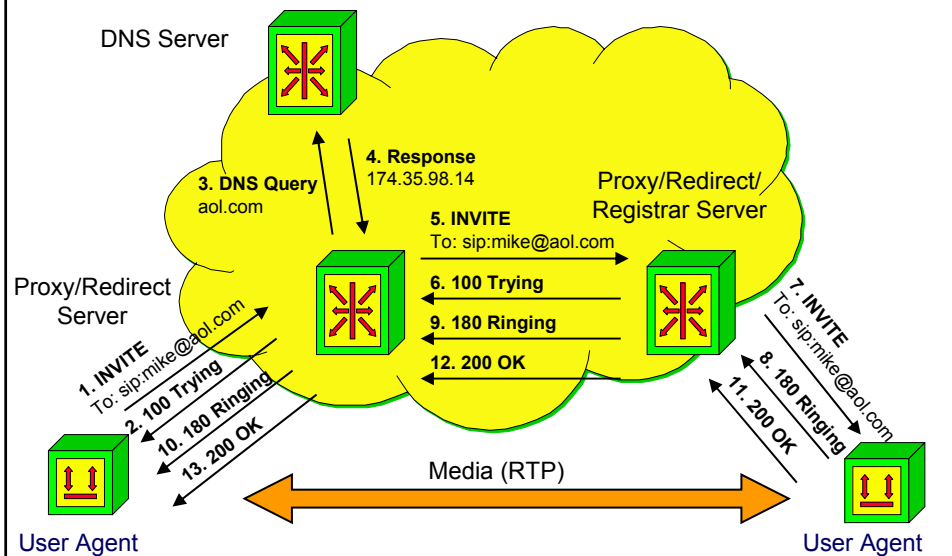 DNS Server
4. Response
174.35.98.14
3. DNS Query
aol.com
Proxy/Redirect/
Registrar Server
5. INVITE
To: sip:mike@aol.com
Proxy/Redirect
Server
6. 100 Trying
9. 180 Ringing
12. 200 OK
1. INVITE
To: sip:mike@aol.com
2. 100 Trying
10. 180 Ringing
13. 200 OK
7. INVITE
To: sip:mike@aol.com
8. 180 Ringing
11. 200 OK
Media (RTP)
User Agent
User Agent